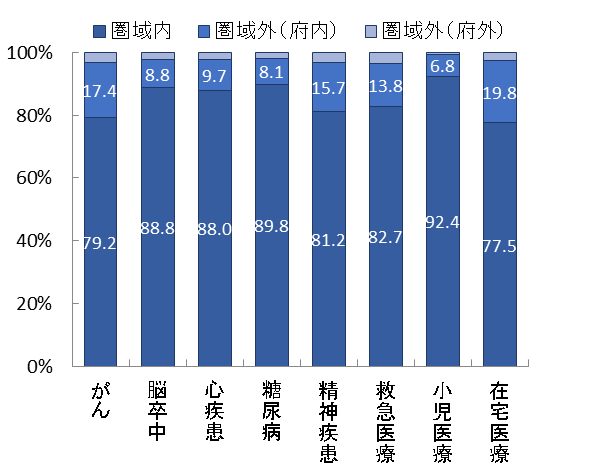 圏域内 圏域外(府内) 圏域外(府外)
100%
80%
60%
40%
20%
0%
17.4 8.8 9.7 8.1 15.7 13.8 6.8 19.8
79.2 88.8 88.0 89.8 81.2 82.7 92.4 77.5
がん
脳卒中
心疾患
糖尿病
精神疾患
救急医療
小児医療
在宅医療